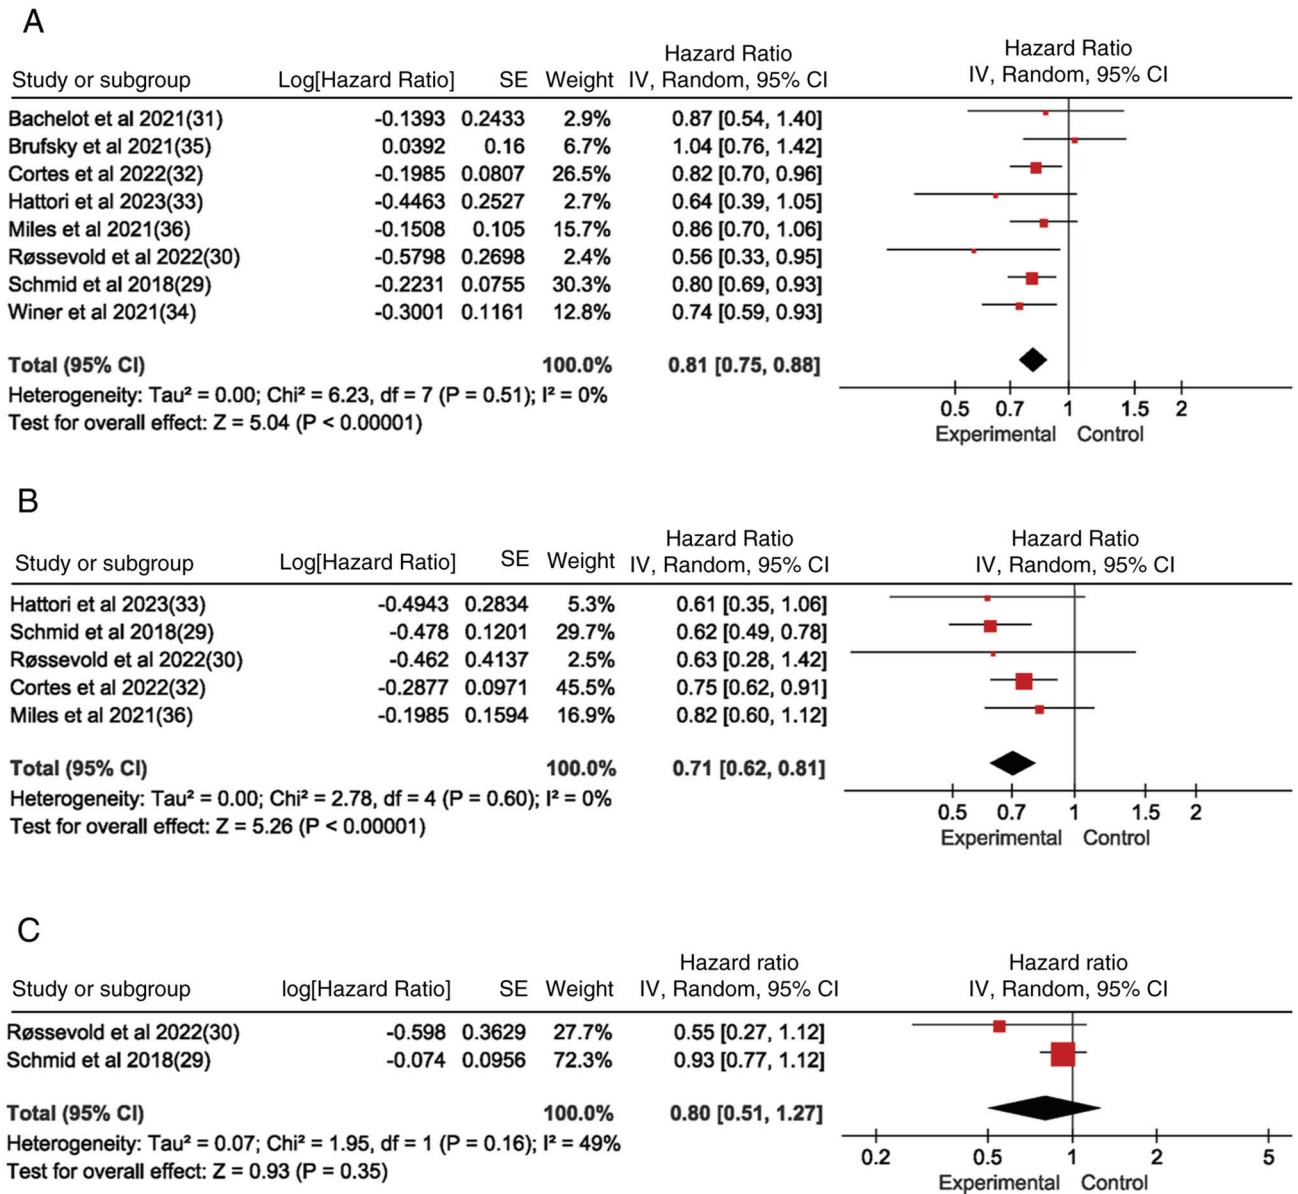 A
Hazard Ratio Hazard Ratio
Study or subgroup Log[Hazard Ratio] SE Weight IV, Random, 95% CI IV, Random, 95% CI
Bachelot et al 2021(31) -0.1393 0.2433 2.9% 0.87 [0.54, 1.40]
Brufsky et al 2021(35) 0.0392 0.16 6.7% 1.04 [0.76, 1.42]
Cortes et al 2022(32) -0.1985 0.0807 26.5% 0.82 [0.70, 0.96]
Hattori et al 2023(33) -0.4463 0.2527 2.7% 0.64 [0.39, 1.05]
Miles et al 2021(36) -0.1508 0.105 15.7% 0.86 [0.70, 1.06]
Røssevold et al 2022(30) -0.5798 0.2698 2.4% 0.56 [0.33, 0.95]
Schmid et al 2018(29) -0.2231 0.0755 30.3% 0.80 [0.69, 0.93]
Winer et al 2021(34) -0.3001 0.1161 12.8% 0.74 [0.59, 0.93]
Total (95% CI) 100.0% 0.81 [0.75, 0.88]
Heterogeneity: Tau² = 0.00; Chi² = 6.23, df = 7 (P = 0.51); I² = 0%
Test for overall effect: Z = 5.04 (P < 0.00001)
0.5 0.7 1 1.5 2
Experimental Control
B
Hazard Ratio Hazard Ratio
Study or subgroup Log[Hazard Ratio] SE Weight IV, Random, 95% CI IV, Random, 95% CI
Hattori et al 2023(33) -0.4943 0.2834 5.3% 0.61 [0.35, 1.06]
Schmid et al 2018(29) -0.478 0.1201 29.7% 0.62 [0.49, 0.78]
Røssevold et al 2022(30) -0.462 0.4137 2.5% 0.63 [0.28, 1.42]
Cortes et al 2022(32) -0.2877 0.0971 45.5% 0.75 [0.62, 0.91]
Miles et al 2021(36) -0.1985 0.1594 16.9% 0.82 [0.60, 1.12]
Total (95% CI) 100.0% 0.71 [0.62, 0.81]
Heterogeneity: Tau² = 0.00; Chi² = 2.78, df = 4 (P = 0.60); I² = 0%
Test for overall effect: Z = 5.26 (P < 0.00001)
0.5 0.7 1 1.5 2
Experimental Control
C
Hazard ratio Hazard ratio
Study or subgroup log[Hazard Ratio] SE Weight IV, Random, 95% CI IV, Random, 95% CI
Røssevold et al 2022(30) -0.598 0.3629 27.7% 0.55 [0.27, 1.12]
Schmid et al 2018(29) -0.074 0.0956 72.3% 0.93 [0.77, 1.12]
Total (95% CI) 100.0% 0.80 [0.51, 1.27]
Heterogeneity: Tau² = 0.07; Chi² = 1.95, df = 1 (P = 0.16); I² = 49%
Test for overall effect: Z = 0.93 (P = 0.35)
0.2 0.5 1 2 5
Experimental Control